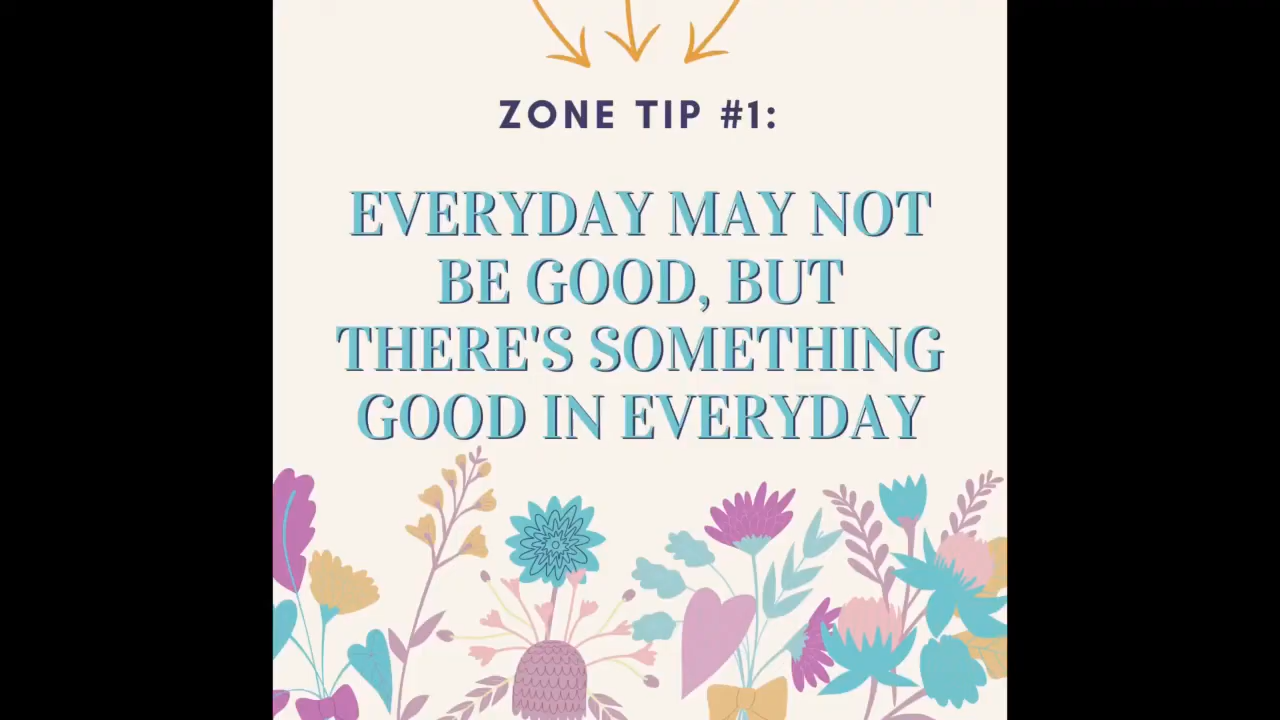 ZONE TIP #1:
EVERYDAY MAY NOT
BE GOOD, BUT
THERE'S SOMETHING
GOOD IN EVERYDAY